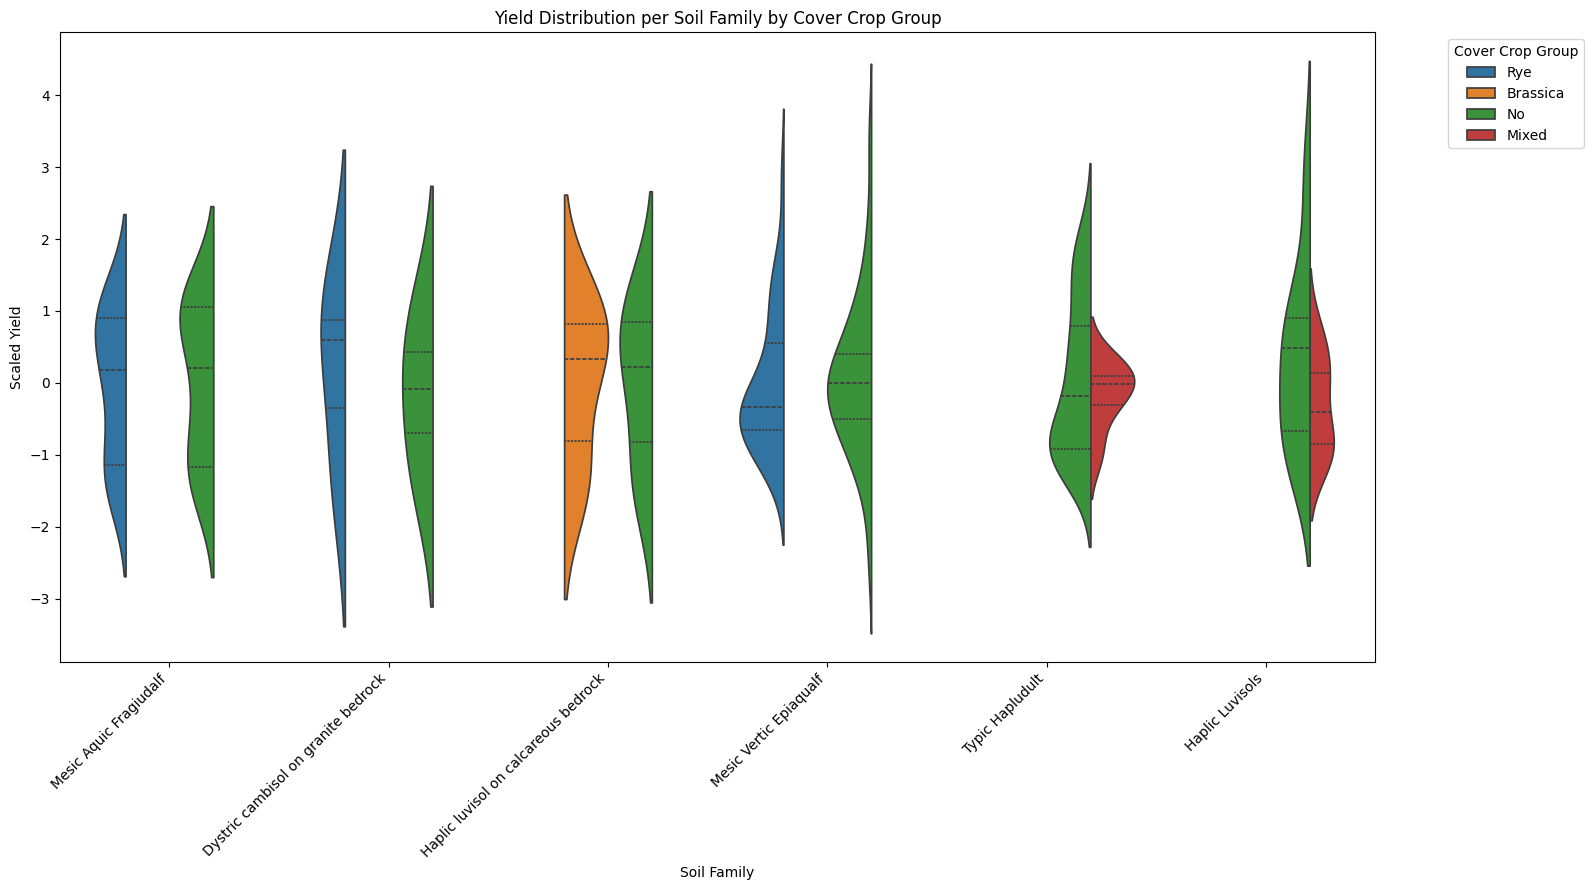 Yield Distribution per Soil Family by Cover Crop Group
Cover Crop Group
Rye
Brassica
No
Mixed
Scaled Yield
4
3
2
1
0
−1
−2
−3
Mesic Aquic Fragiudalf
Dystric cambisol on granite bedrock
Haplic luvisol on calcareous bedrock
Mesic Vertic Epiaqualf
Typic Hapludult
Haplic Luvisols
Soil Family